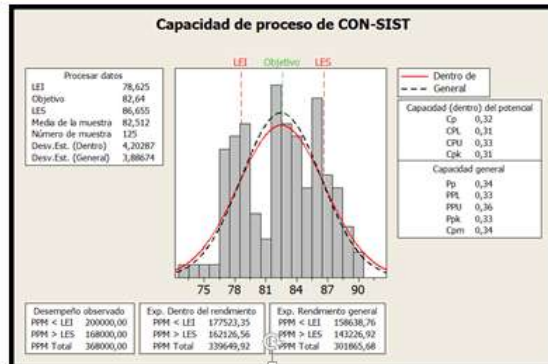 Capacidad de proceso de CON-SIST
LEI Objetivo LES
Procesar datos
LEI 78,625
Objetivo 82,64
LES 86,655
Media de la muestra 82,512
Número de muestra 125
Desv.Est. (Dentro) 4,20287
Desv.Est. (General) 3,88674
Dentro de
General
Capacidad (dentro) del potencial
Cp 0,32
CPL 0,31
CPU 0,33
Cpk 0,31
Capacidad general
Pp 0,34
PPL 0,33
PPU 0,36
Ppk 0,33
Cpm 0,34
75 78 81 84 87 90
Desempeño observado
PPM < LEI 200000,00
PPM > LES 168000,00
PPM Total 368000,00
Exp. Dentro del rendimiento
PPM < LEI 177523,35
PPM > LES 162126,56
PPM Total 339649,92
Exp. Rendimiento general
PPM < LEI 158638,76
PPM > LES 143226,92
PPM Total 301865,68